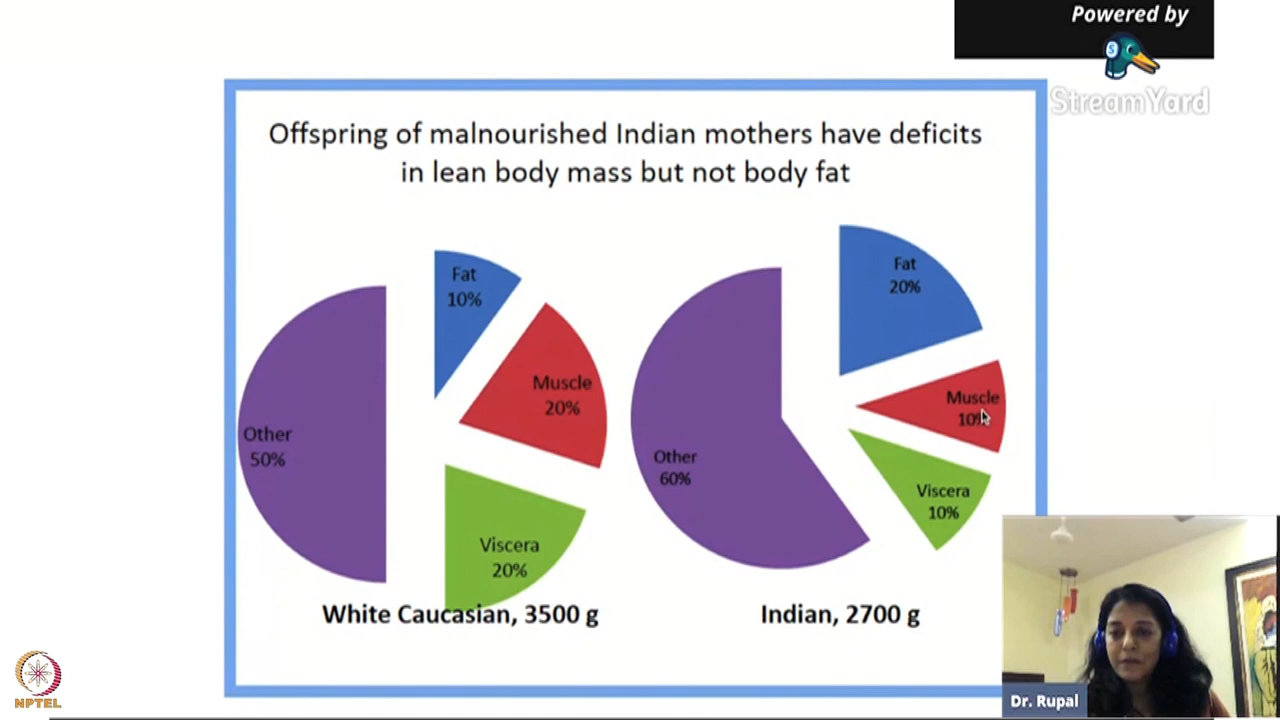 Powered by
S
StreamYard
Offspring of malnourished Indian mothers have deficits
in lean body mass but not body fat
Fat
10%
Muscle
20%
Viscera
20%
Other
50%
White Caucasian, 3500 g
Fat
20%
Muscle
10%
Viscera
10%
Other
60%
Indian, 2700 g
Dr. Rupal
NPTEL